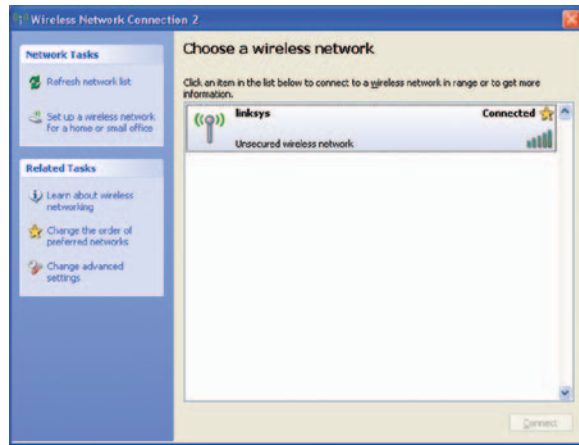 Wireless Network Connection 2
Network Tasks
Refresh network list
Set up a wireless network
for a home or small office
Related Tasks
Learn about wireless
networking
Change the order of
preferred networks
Change advanced
settings
Choose a wireless network
Click an item in the list below to connect to a wireless network in range or to get more
information.
linksys
Connected
Unsecured wireless network
Connect